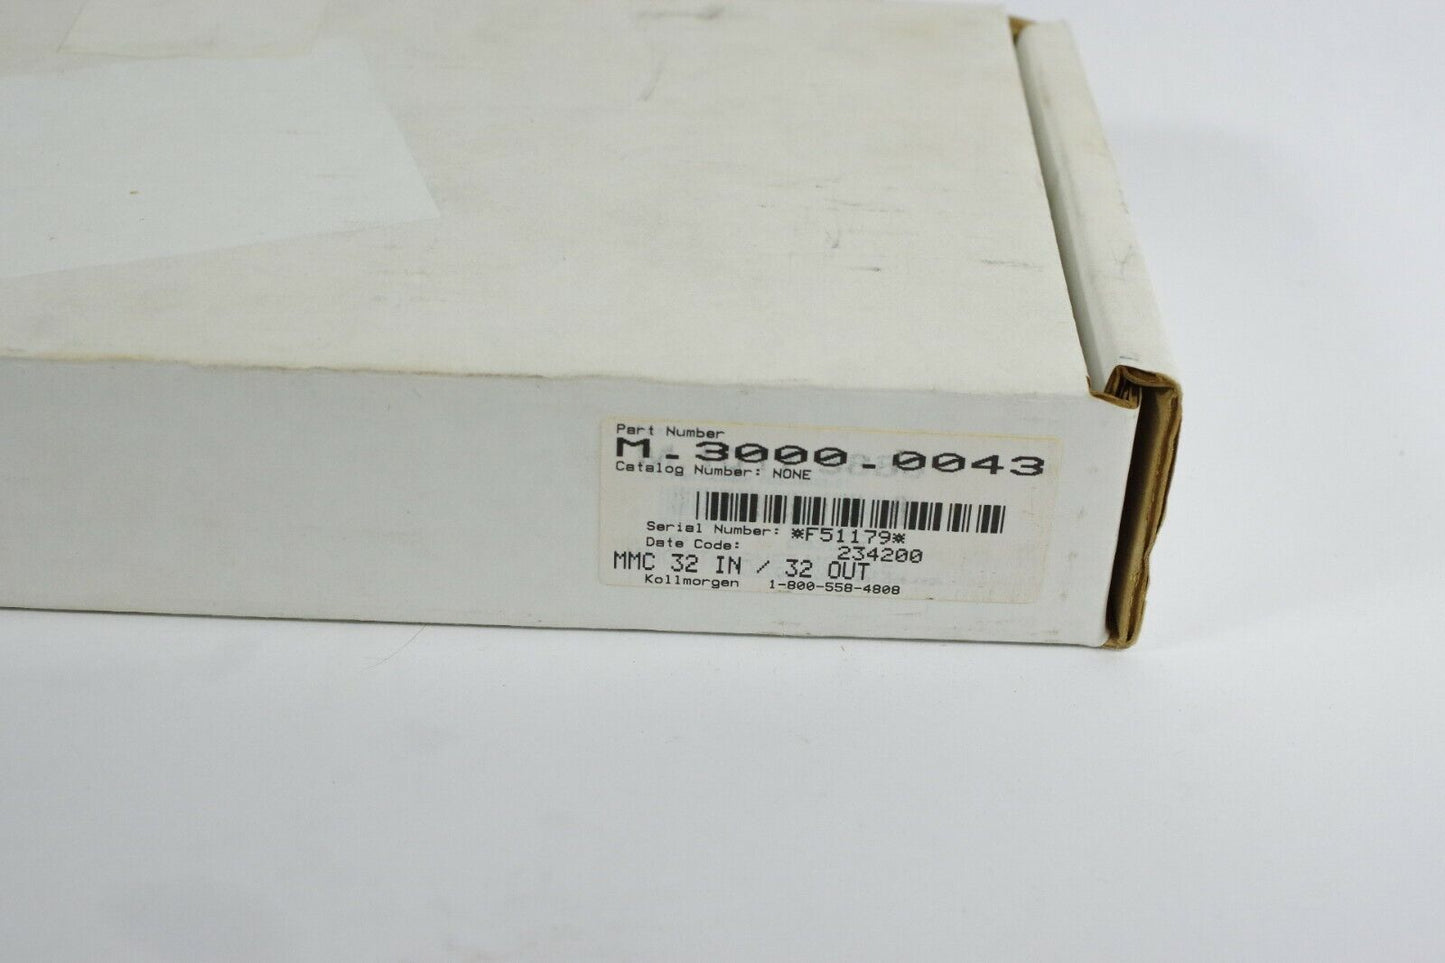 Part Number
M.3000.0043
Catalog Number: NONE
Serial Number: *F51179*
Date Code: 234200
MMC 32 IN / 32 OUT
Kollmorgen 1-800-558-4808